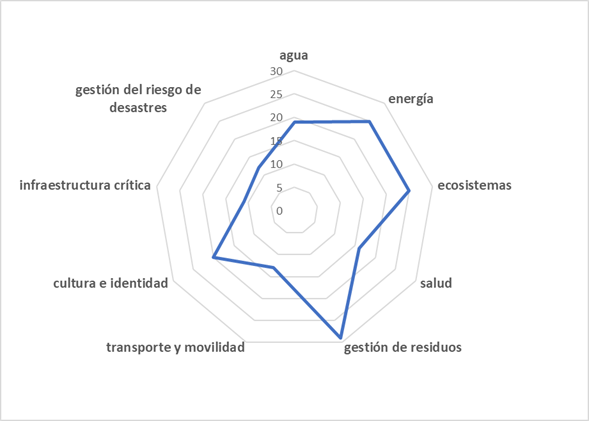 agua
30
25
20
15
10
5
0
energía
ecosistemas
salud
gestión de residuos
transporte y movilidad
cultura e identidad
infraestructura crítica
gestión del riesgo de
desastres